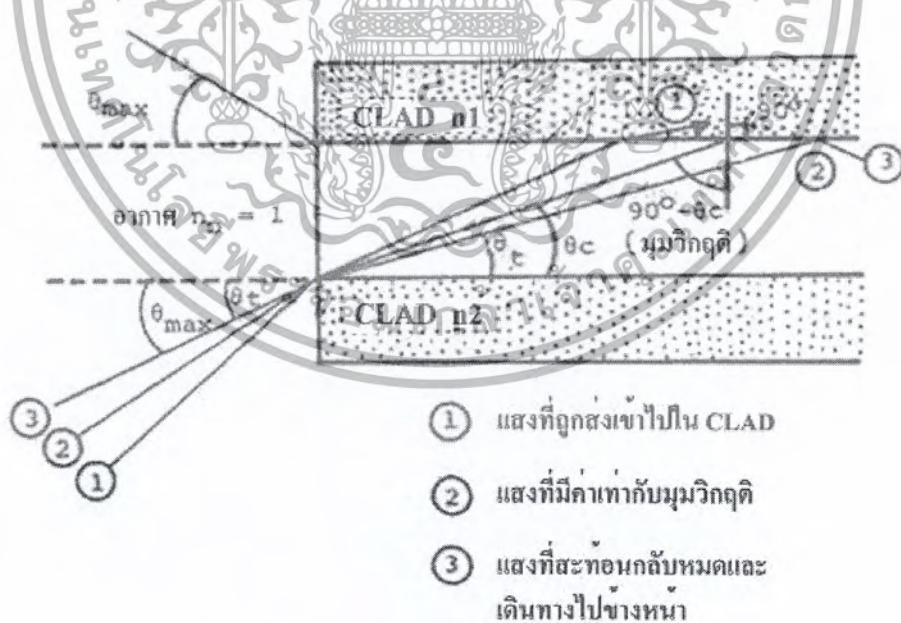 θmax
CLAD n1
①
90°
②
③
อากาศ n = 1
90°-θc
(มุมวิกฤติ)
θt
θc
θmax
θt
CLAD n2
③
②
①
① แสงที่ถูกส่งเข้าไปใน CLAD
② แสงที่มีค่าเท่ากับมุมวิกฤติ
③ แสงที่สะท้อนกลับหมดและ
เดินทางไปข้างหน้า